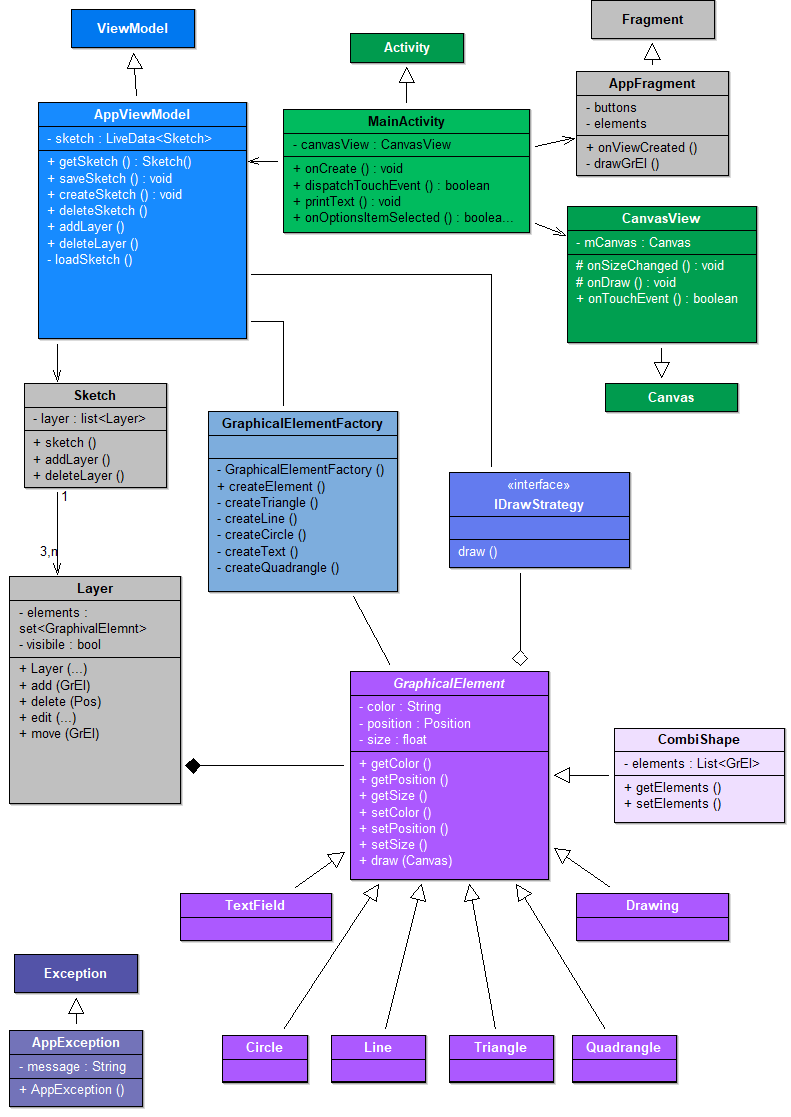 ViewModel
Activity
Fragment
AppViewModel
- sketch : LiveData<Sketch>
+ getSketch () : Sketch()
+ saveSketch () : void
+ createSketch () : void
+ deleteSketch ()
+ addLayer ()
+ deleteLayer ()
- loadSketch ()
MainActivity
- canvasView : CanvasView
+ onCreate () : void
+ dispatchTouchEvent () : boolean
+ printText () : void
+ onOptionsItemSelected () : boolea...
AppFragment
- buttons
- elements
+ onViewCreated ()
- drawGrEl ()
CanvasView
- mCanvas : Canvas
# onSizeChanged () : void
# onDraw () : void
+ onTouchEvent () : boolean
Canvas
Sketch
- layer : list<Layer>
+ sketch ()
+ addLayer ()
+ deleteLayer ()
1
3,n
GraphicalElementFactory
- GraphicalElementFactory ()
+ createElement ()
- createTriangle ()
- createLine ()
- createCircle ()
- createText ()
- createQuadrangle ()
«interface»
IDrawStrategy
draw ()
Layer
- elements :
set<GraphivalElemnt>
- visibile : bool
+ Layer (...)
+ add (GrEl)
+ delete (Pos)
+ edit (...)
+ move (GrEl)
GraphicalElement
- color : String
- position : Position
- size : float
+ getColor ()
+ getPosition ()
+ getSize ()
+ setColor ()
+ setPosition ()
+ setSize ()
+ draw (Canvas)
CombiShape
- elements : List<GrEl>
+ getElements ()
+ setElements ()
TextField
Drawing
Exception
AppException
- message : String
+ AppException ()
Circle
Line
Triangle
Quadrangle